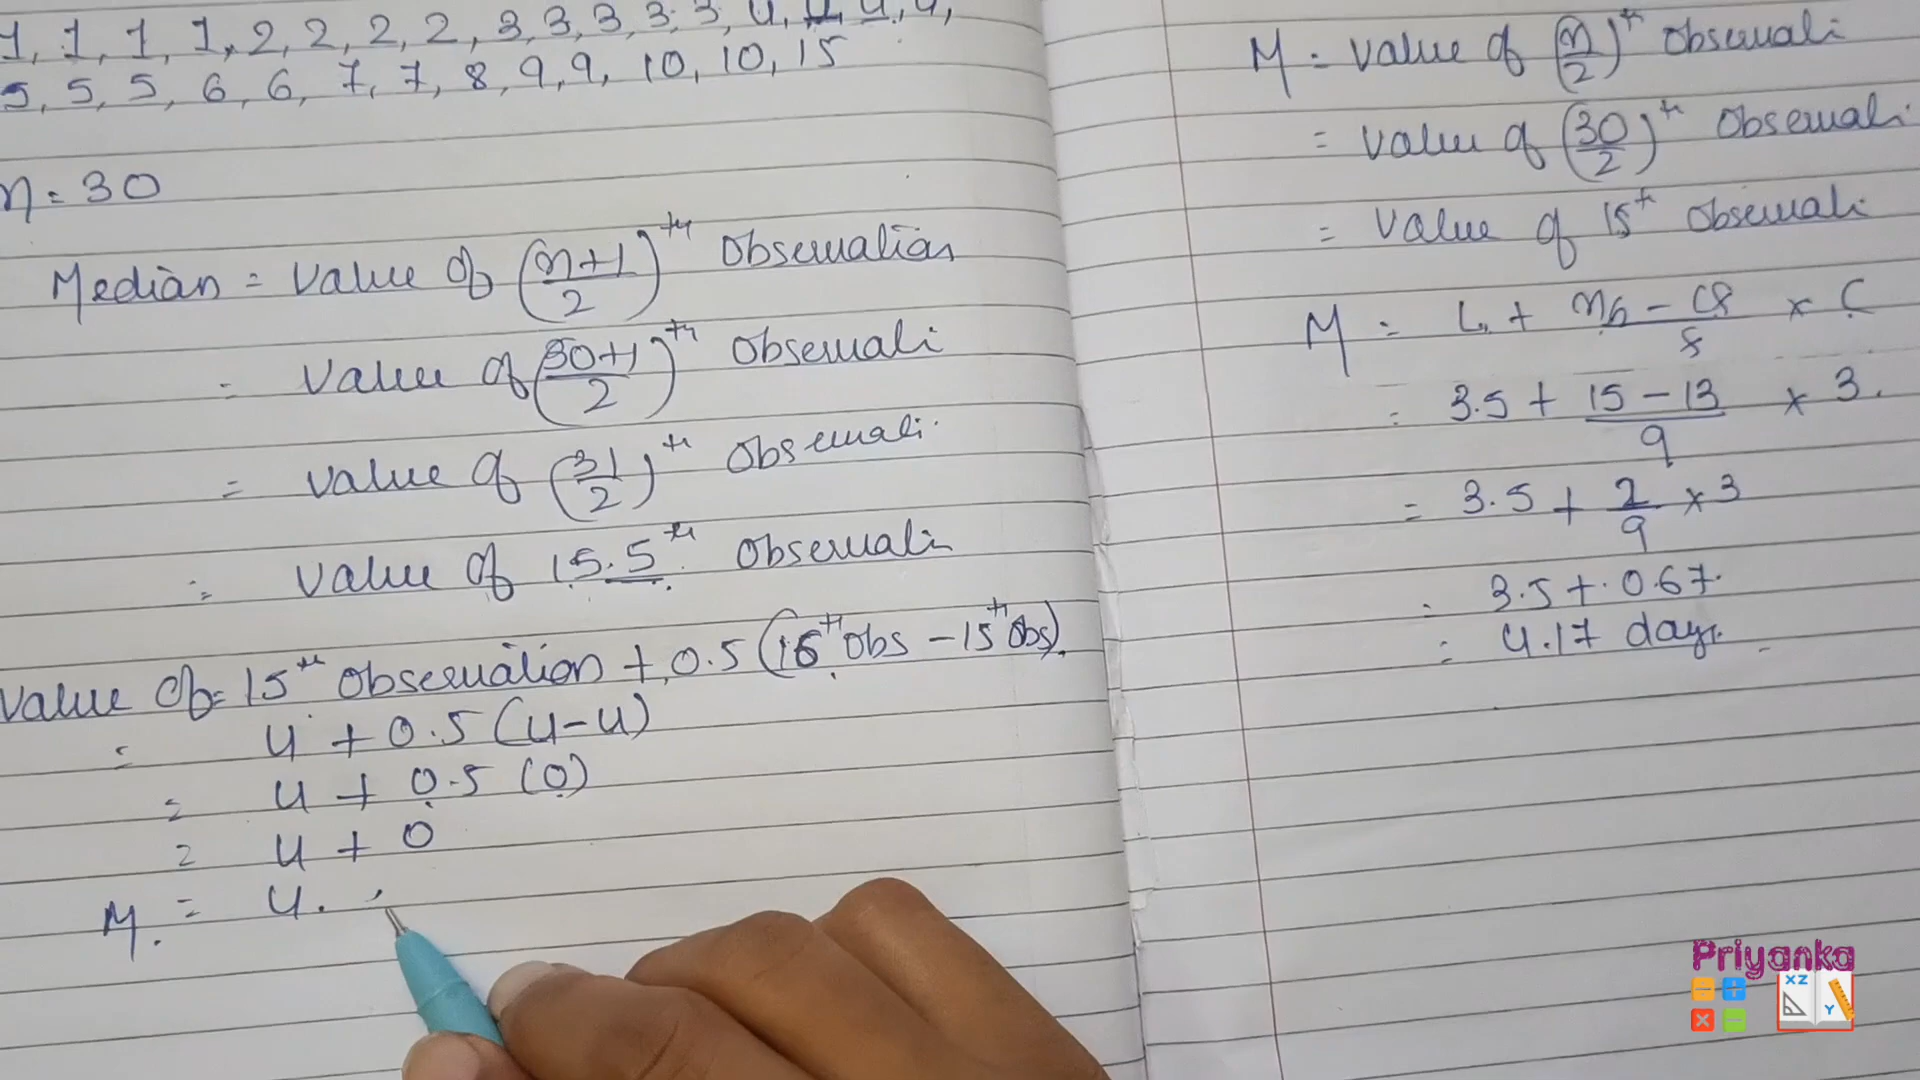 1, 1, 1, 1, 2, 2, 2, 2, 3, 3, 3, 3, 3, 4, 4, 4, 4,
5, 5, 5, 6, 6, 7, 7, 8, 9, 9, 10, 10, 15
n = 30
Median = Value of (n+1/2)th Observation
= Value of (30+1/2)th Observati
= Value of (31/2)th Observati.
= Value of 15.5th Observati
Value of = 15th Observation + 0.5 (16th Obs - 15th Obs).
= 4 + 0.5 (4-4)
= 4 + 0.5 (0)
= 4 + 0
M. = 4.
M = Value of (n/2)th Observati
= Value of (30/2)th Observati
= Value of 15th Observati
M = L1 + n/2 - cf / f × C
= 3.5 + 15 - 13 / 9 × 3.
= 3.5 + 2/9 × 3
= 3.5 + 0.67.
= 4.17 days.
Priyanka
XZ
Y